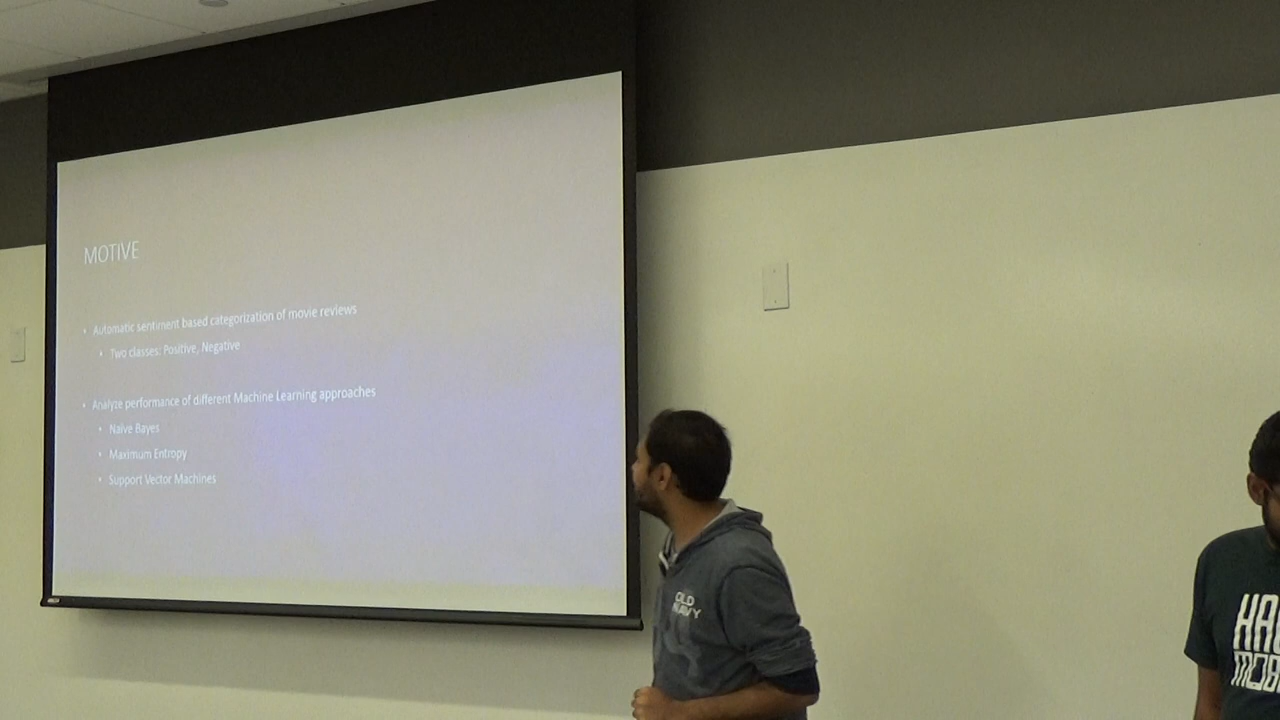 MOTIVE
• Automatic sentiment based categorization of movie reviews
• Two classes: Positive, Negative
• Analyze performance of different Machine Learning approaches
• Naïve Bayes
• Maximum Entropy
• Support Vector Machines
OLD
NAVY